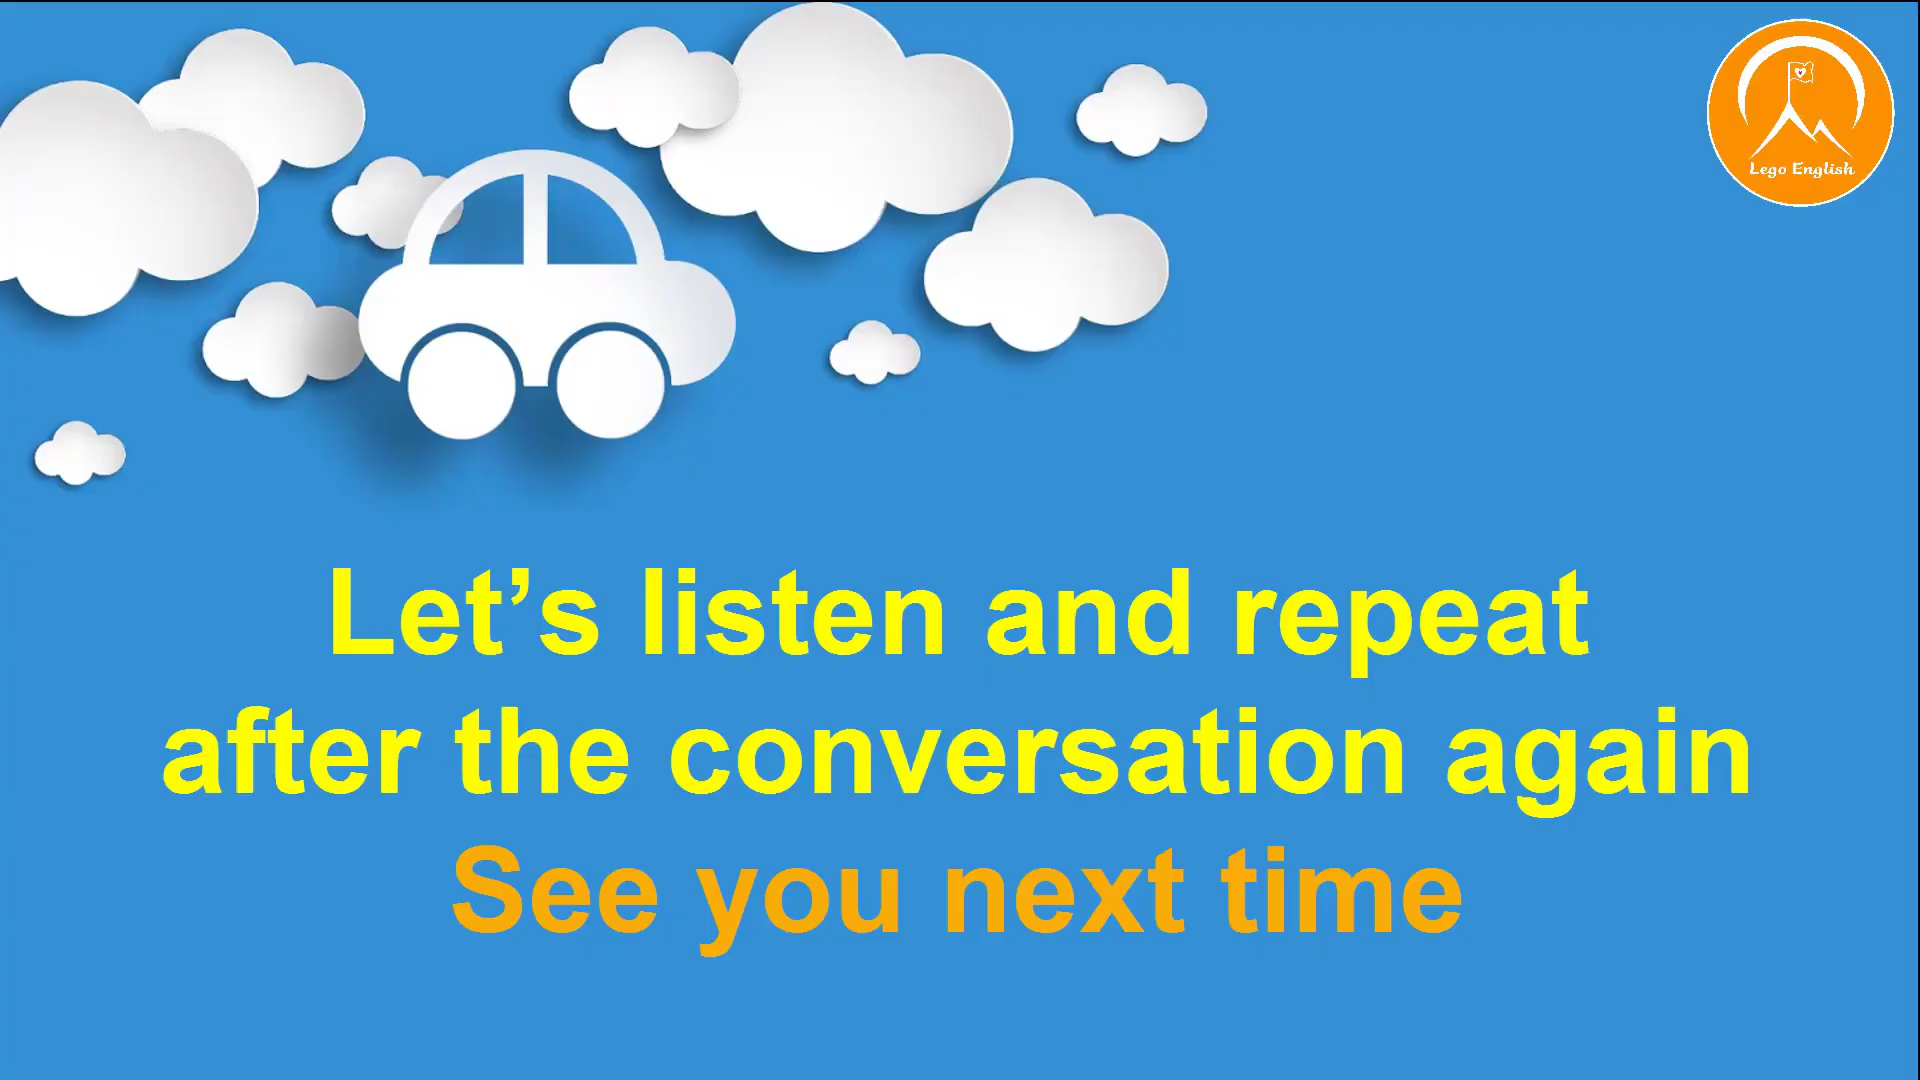 Lego English
Let’s listen and repeat
after the conversation again
See you next time